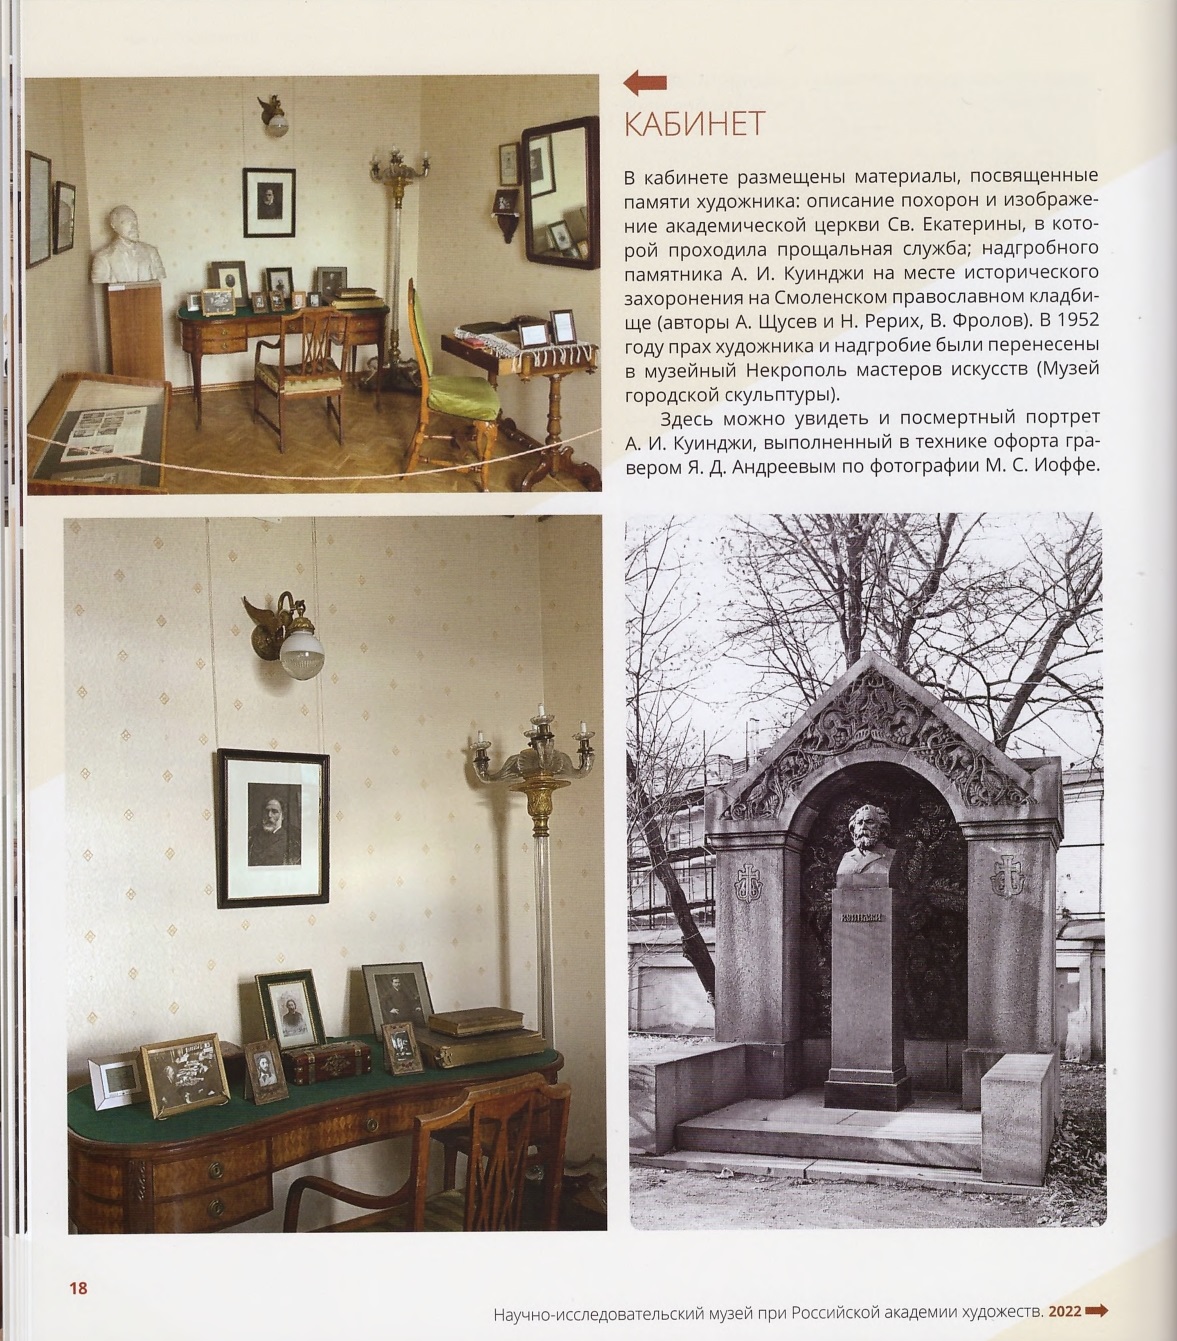 КАБИНЕТ
В кабинете размещены материалы, посвященные
памяти художника: описание похорон и изображе-
ние академической церкви Св. Екатерины, в кото-
рой проходила прощальная служба; надгробного
памятника А. И. Куинджи на месте исторического
захоронения на Смоленском православном кладби-
ще (авторы А. Щусев и Н. Рерих, В. Фролов). В 1952
году прах художника и надгробие были перенесены
в музейный Некрополь мастеров искусств (Музей
городской скульптуры).
Здесь можно увидеть и посмертный портрет
А. И. Куинджи, выполненный в технике офорта гра-
вером Я. Д. Андреевым по фотографии М. С. Иоффе.
КУИНДЖИ
18
Научно-исследовательский музей при Российской академии художеств. 2022